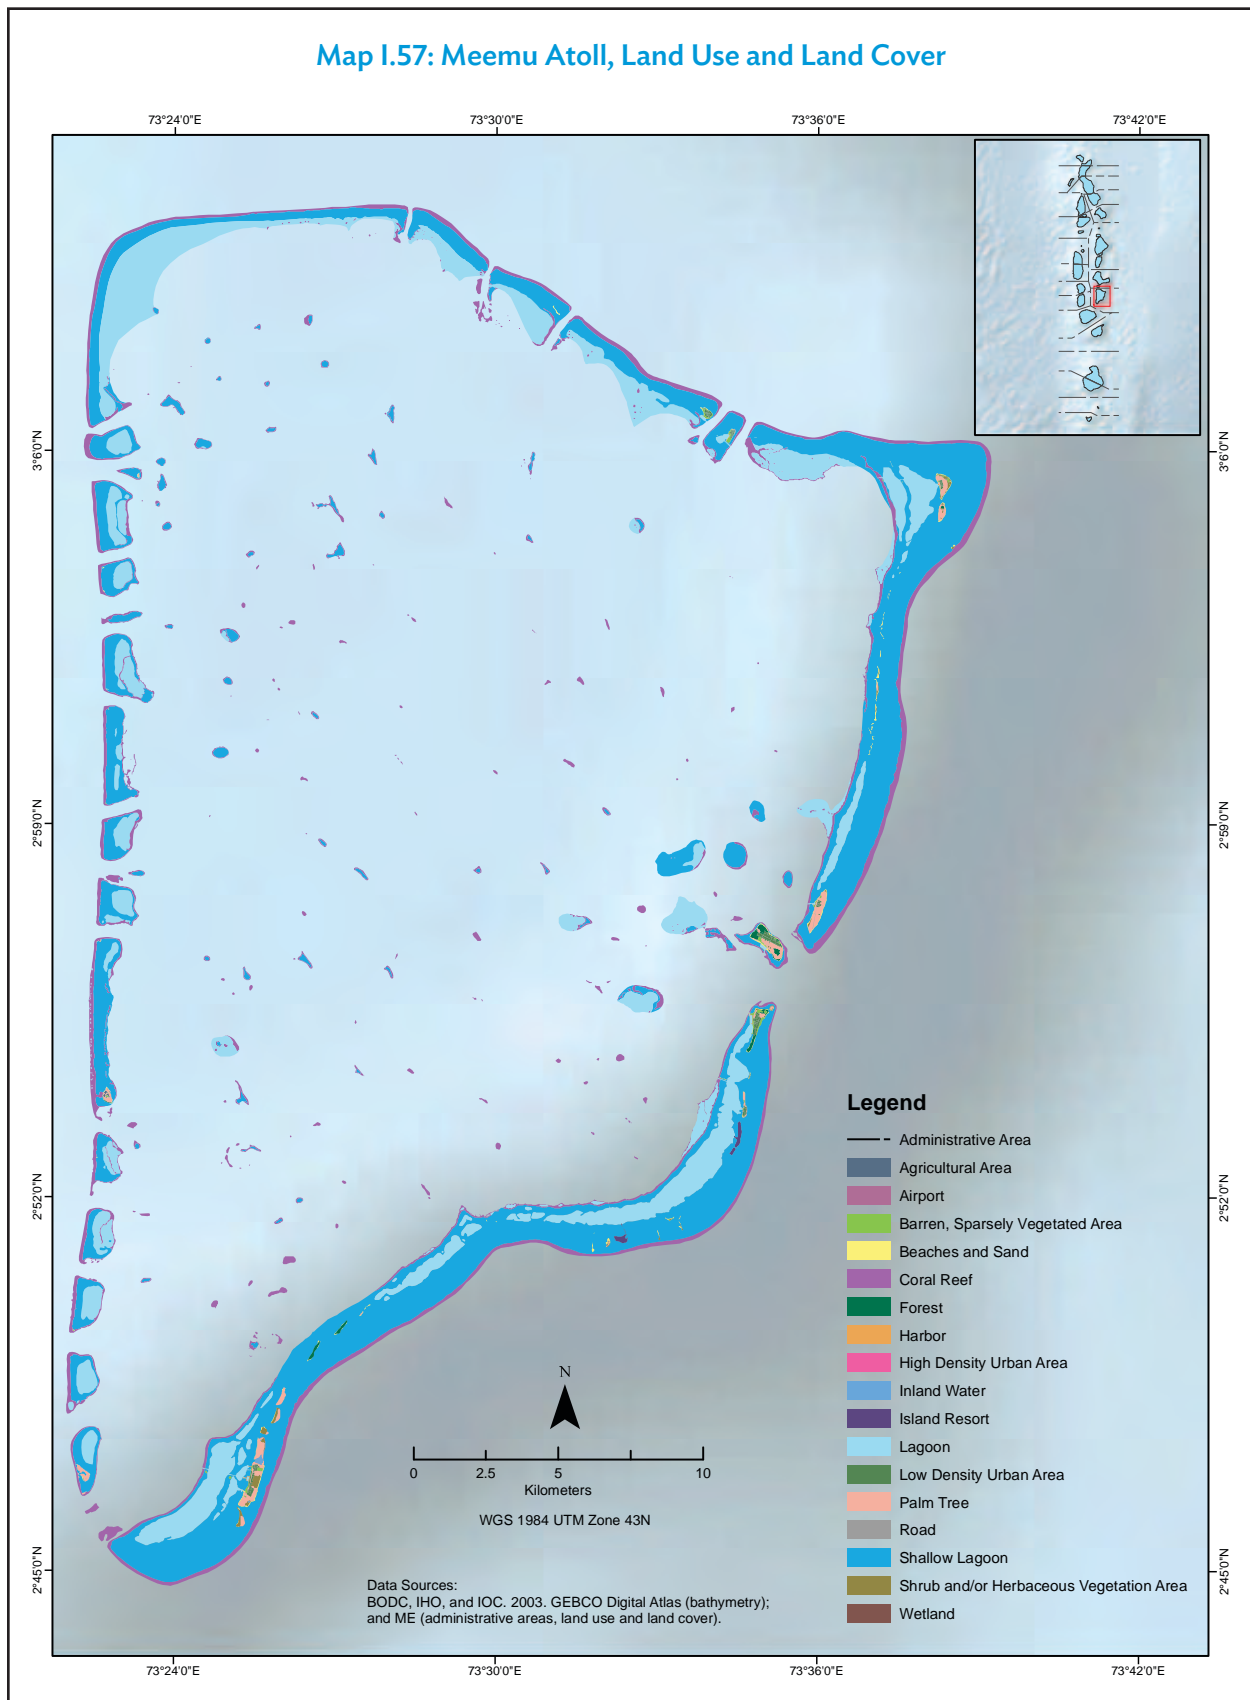 Map I.57: Meemu Atoll, Land Use and Land Cover
73°24'0"E
73°30'0"E
73°36'0"E
73°42'0"E
3°6'0"N
3°6'0"N
2°59'0"N
2°59'0"N
2°52'0"N
2°52'0"N
2°45'0"N
2°45'0"N
Legend
Administrative Area
Agricultural Area
Airport
Barren, Sparsely Vegetated Area
Beaches and Sand
Coral Reef
Forest
Harbor
High Density Urban Area
Inland Water
Island Resort
Lagoon
Low Density Urban Area
Palm Tree
Road
Shallow Lagoon
Shrub and/or Herbaceous Vegetation Area
Wetland
N
0 2.5 5 10
Kilometers
WGS 1984 UTM Zone 43N
Data Sources:
BODC, IHO, and IOC. 2003. GEBCO Digital Atlas (bathymetry);
and ME (administrative areas, land use and land cover).
73°24'0"E
73°30'0"E
73°36'0"E
73°42'0"E